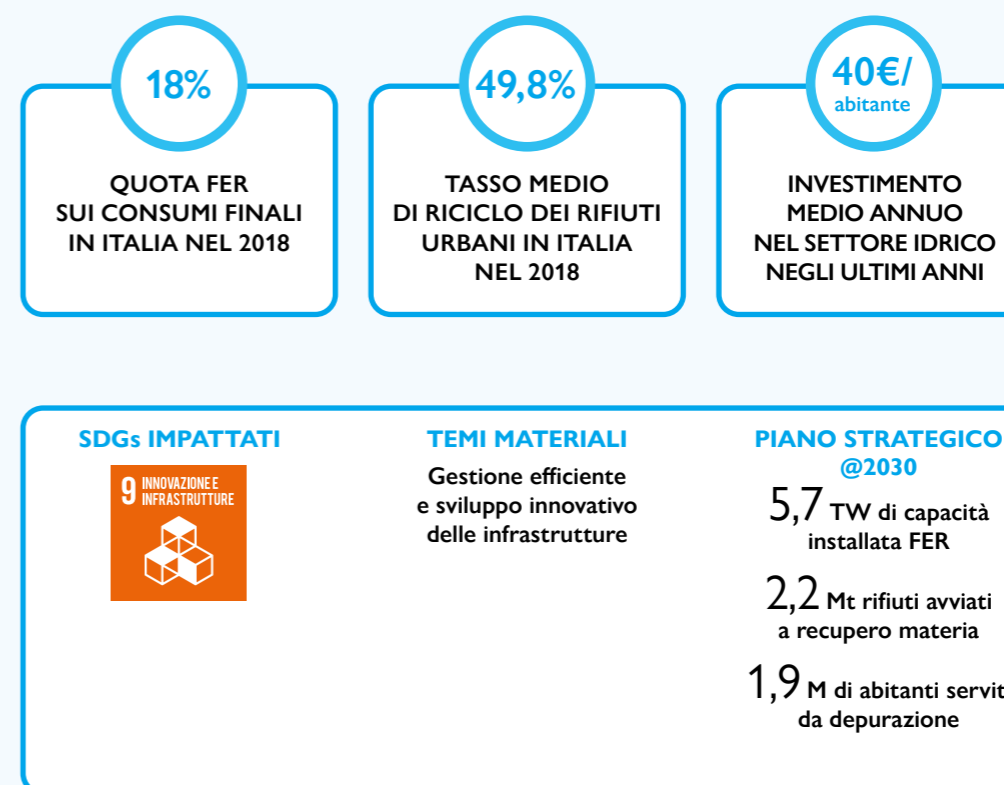 18%
QUOTA FER
SUI CONSUMI FINALI
IN ITALIA NEL 2018
49,8%
TASSO MEDIO
DI RICICLO DEI RIFIUTI
URBANI IN ITALIA
NEL 2018
40€/
abitante
INVESTIMENTO
MEDIO ANNUO
NEL SETTORE IDRICO
NEGLI ULTIMI ANNI
SDGs IMPATTATI
9 INNOVAZIONE E
INFRASTRUTTURE
TEMI MATERIALI
Gestione efficiente
e sviluppo innovativo
delle infrastrutture
PIANO STRATEGICO
@2030
5,7 TW di capacità
installata FER
2,2 Mt rifiuti avviati
a recupero materia
1,9 M di abitanti servit
da depurazione